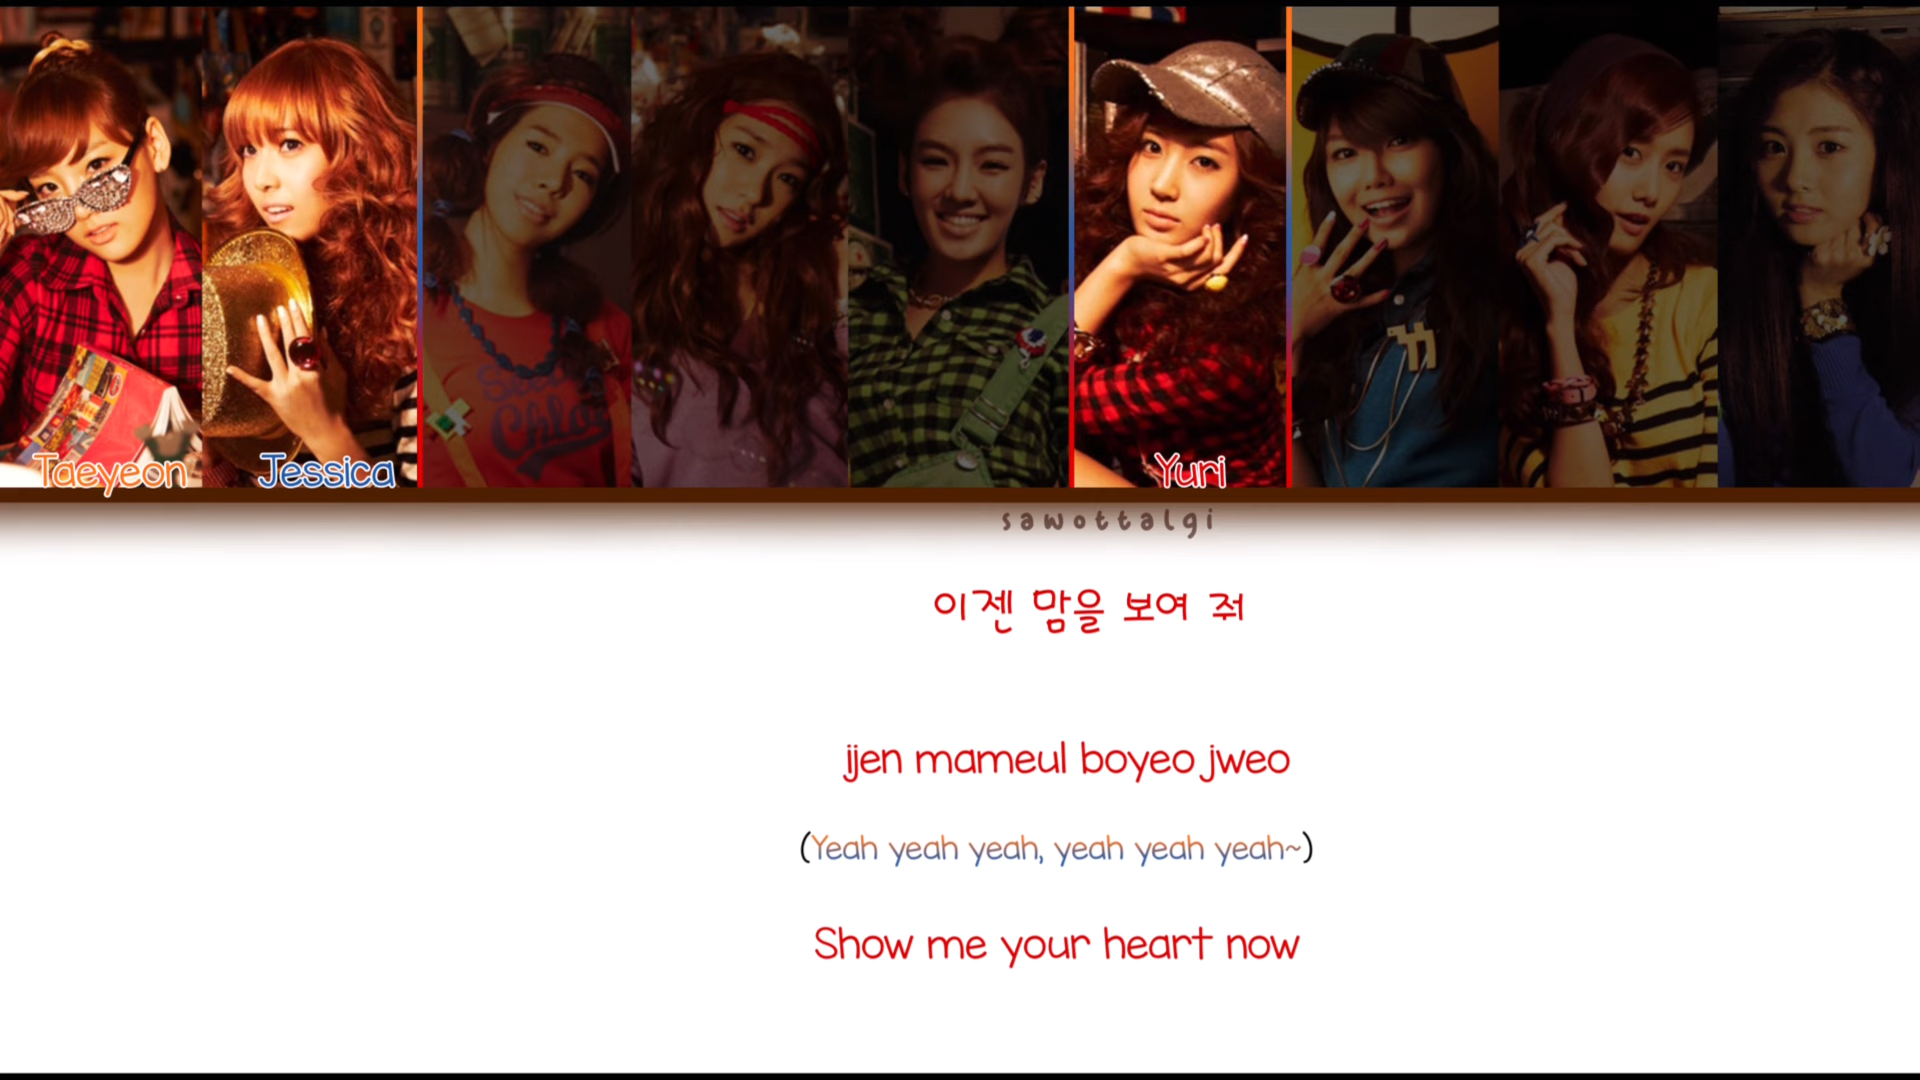 Taeyeon
Jessica
Yuri
sawottalgi
이젠 맘을 보여 줘
ijen mameul boyeo jweo
(Yeah yeah yeah, yeah yeah yeah~)
Show me your heart now